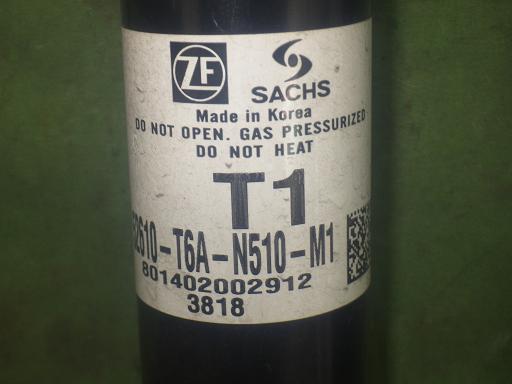 ZF
SACHS
Made in Korea
DO NOT OPEN. GAS PRESSURIZED
DO NOT HEAT
T1
52610-T6A-N510-M1
801402002912
3818